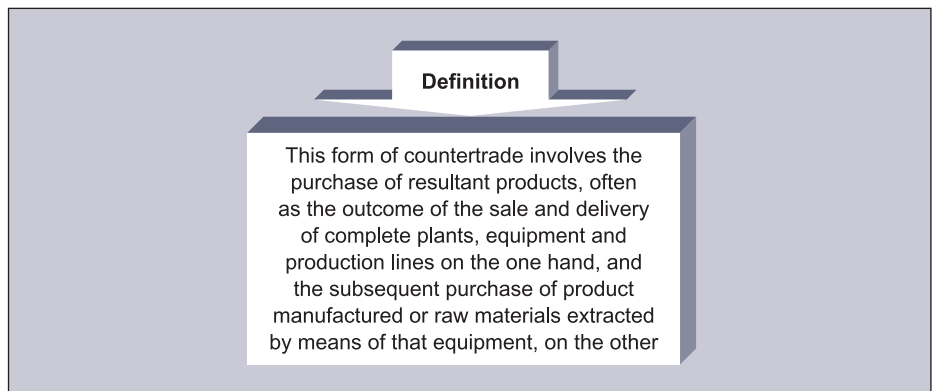 Definition
This form of countertrade involves the
purchase of resultant products, often
as the outcome of the sale and delivery
of complete plants, equipment and
production lines on the one hand, and
the subsequent purchase of product
manufactured or raw materials extracted
by means of that equipment, on the other